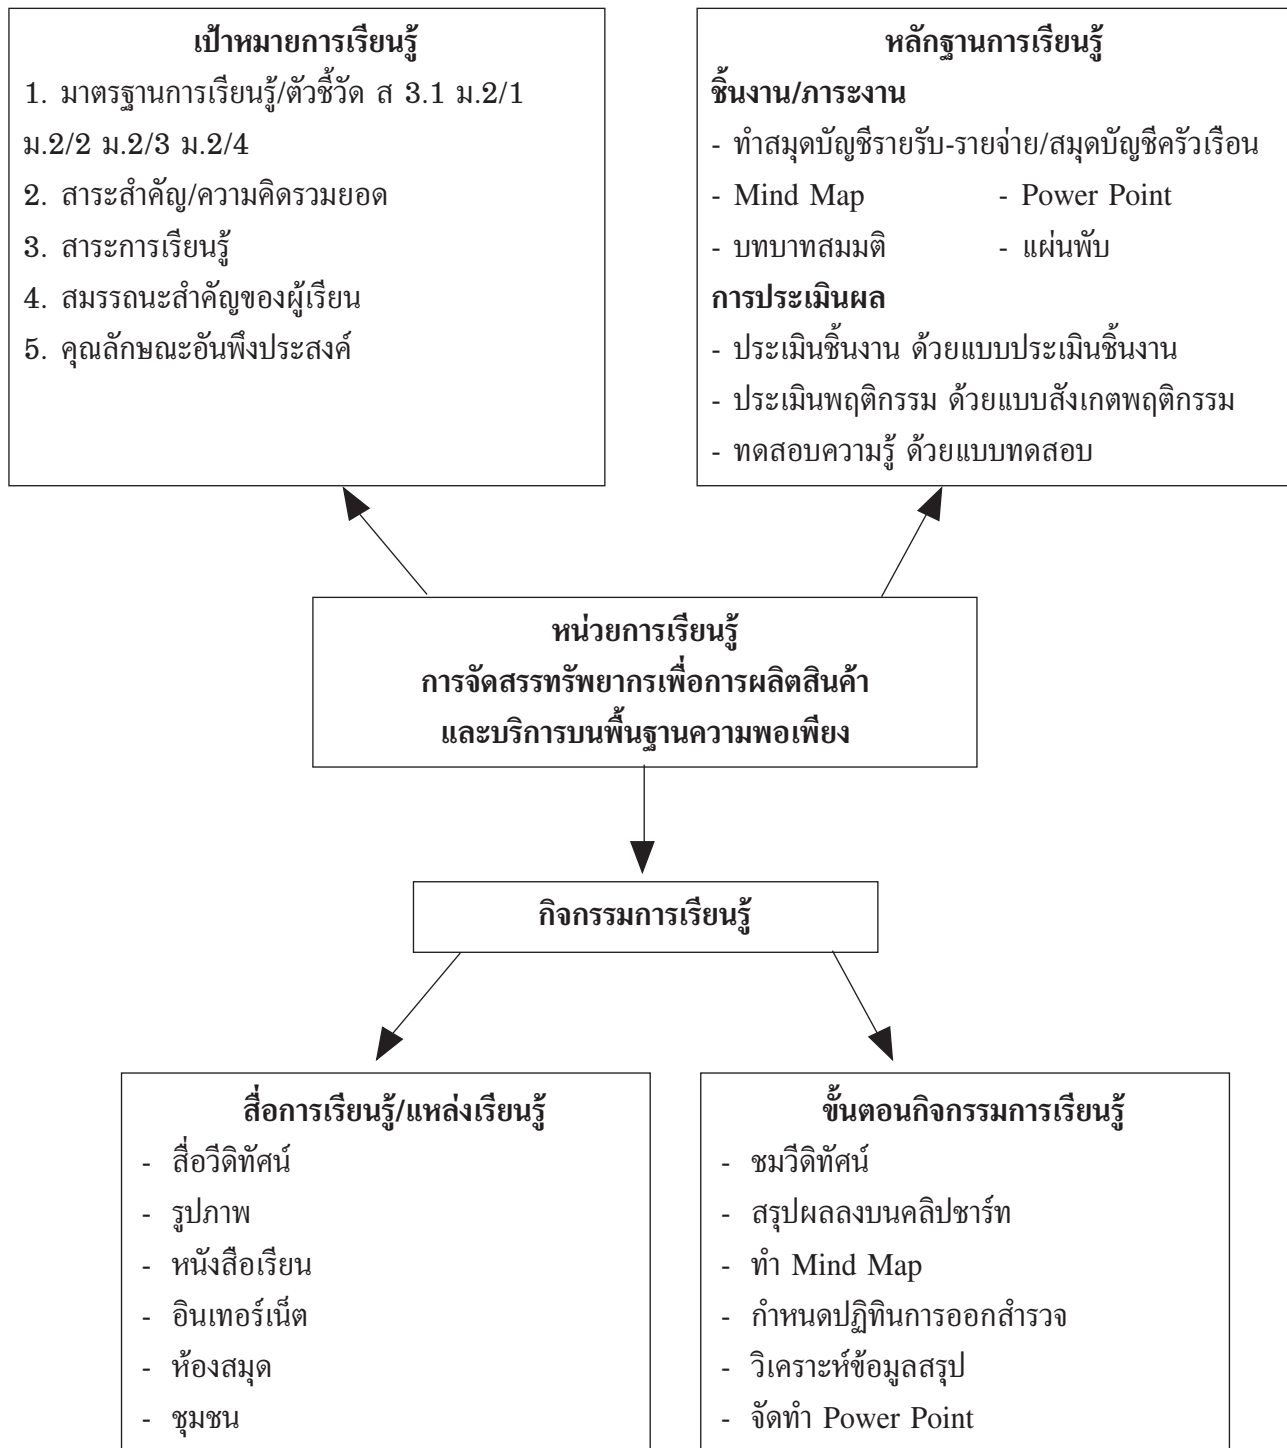 เป้าหมายการเรียนรู้
1. มาตรฐานการเรียนรู้/ตัวชี้วัด ส 3.1 ม.2/1
ม.2/2 ม.2/3 ม.2/4
2. สาระสำคัญ/ความคิดรวมยอด
3. สาระการเรียนรู้
4. สมรรถนะสำคัญของผู้เรียน
5. คุณลักษณะอันพึงประสงค์
หลักฐานการเรียนรู้
ชิ้นงาน/ภาระงาน
- ทำสมุดบัญชีรายรับ-รายจ่าย/สมุดบัญชีครัวเรือน
- Mind Map - Power Point
- บทบาทสมมติ - แผ่นพับ
การประเมินผล
- ประเมินชิ้นงาน ด้วยแบบประเมินชิ้นงาน
- ประเมินพฤติกรรม ด้วยแบบสังเกตพฤติกรรม
- ทดสอบความรู้ ด้วยแบบทดสอบ
หน่วยการเรียนรู้
การจัดสรรทรัพยากรเพื่อการผลิตสินค้า
และบริการบนพื้นฐานความพอเพียง
กิจกรรมการเรียนรู้
สื่อการเรียนรู้/แหล่งเรียนรู้
- สื่อวีดิทัศน์
- รูปภาพ
- หนังสือเรียน
- อินเทอร์เน็ต
- ห้องสมุด
- ชุมชน
ขั้นตอนกิจกรรมการเรียนรู้
- ชมวีดิทัศน์
- สรุปผลลงบนคลิปชาร์ท
- ทำ Mind Map
- กำหนดปฏิทินการออกสำรวจ
- วิเคราะห์ข้อมูลสรุป
- จัดทำ Power Point